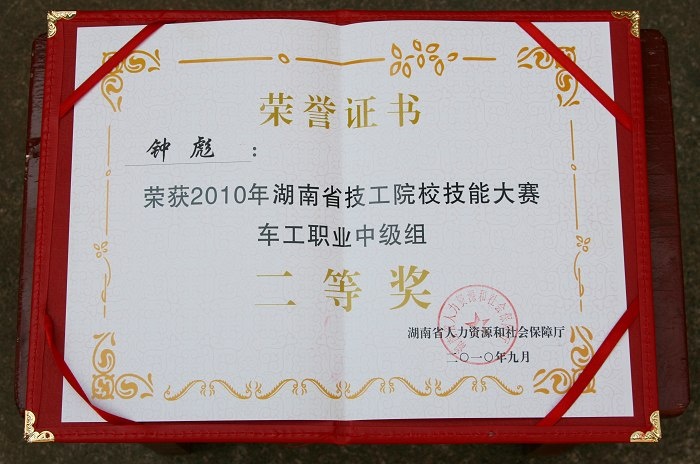 荣誉证书
钟彪：
荣获2010年湖南省技工院校技能大赛
车工职业中级组
二等奖
湖南省人力资源和社会保障厅
二〇一〇年九月